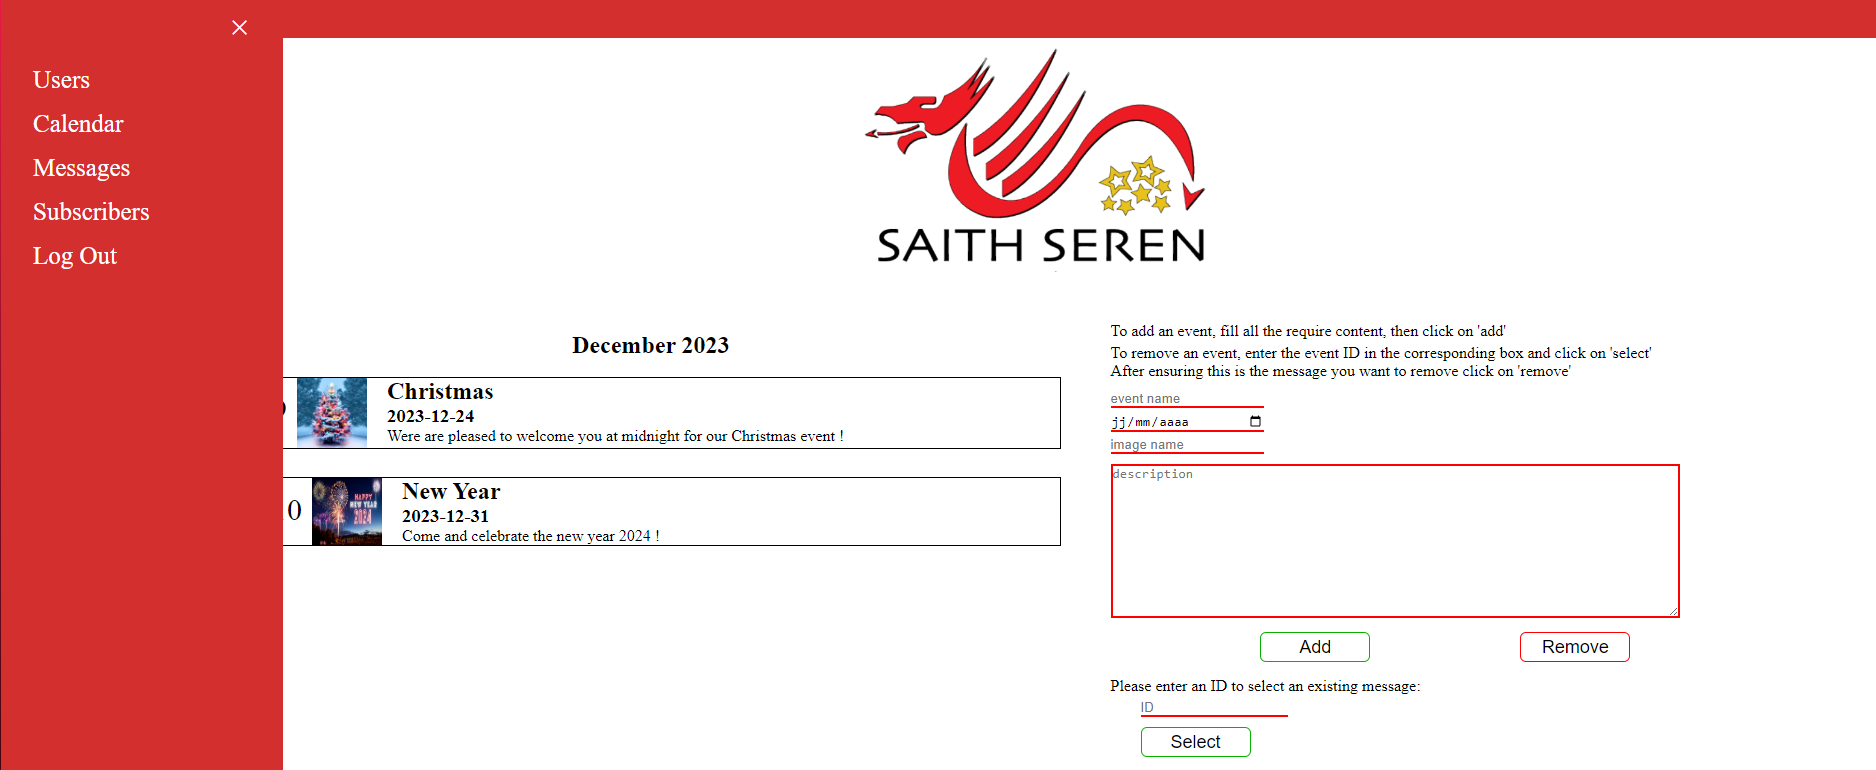 Users
Calendar
Messages
Subscribers
Log Out
SAITH SEREN
December 2023
Christmas
2023-12-24
Were are pleased to welcome you at midnight for our Christmas event !
0
HAPPY
NEW YEAR
2024
New Year
2023-12-31
Come and celebrate the new year 2024 !
To add an event, fill all the require content, then click on 'add'
To remove an event, enter the event ID in the corresponding box and click on 'select'
After ensuring this is the message you want to remove click on 'remove'
event name
jj/mm/aaaa
image name
description
Add
Remove
Please enter an ID to select an existing message:
ID
Select